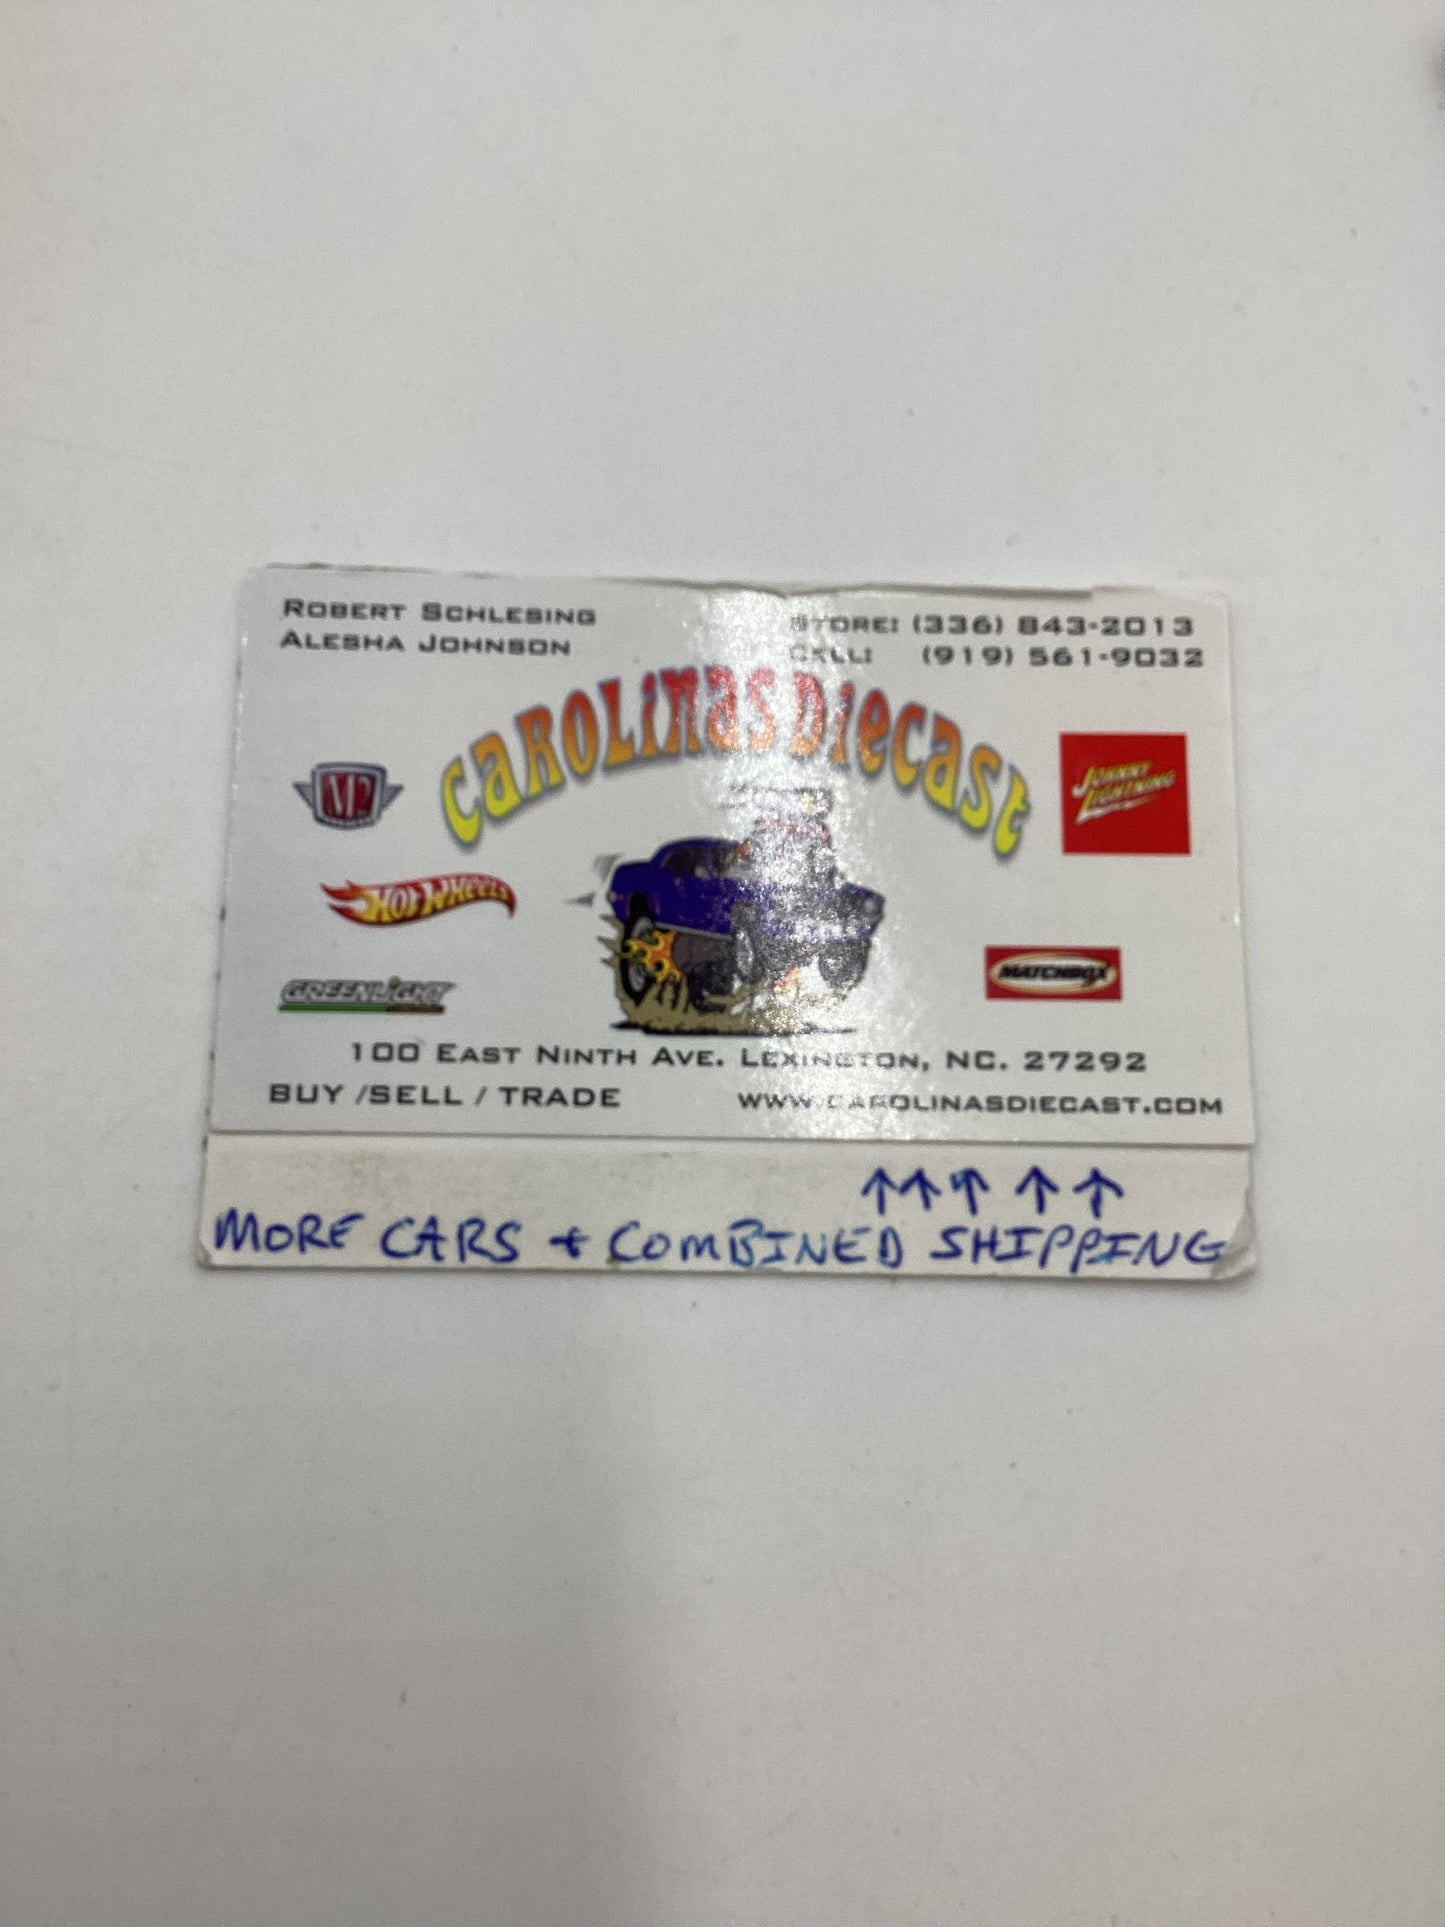 ROBERT SCHLESING
ALESHA JOHNSON
STORE: (336) 843-2013
CELL: (919) 561-9032
CAROLINAS DIECAST
M2
JOHNNY LIGHTNING
HOT WHEELS
GREENLIGHT
MATCHBOX
100 EAST NINTH AVE. LEXINGTON, NC. 27292
BUY /SELL / TRADE
WWW.CAROLINASDIECAST.COM
↑↑↑ ↑ ↑
MORE CARS + COMBINED SHIPPING